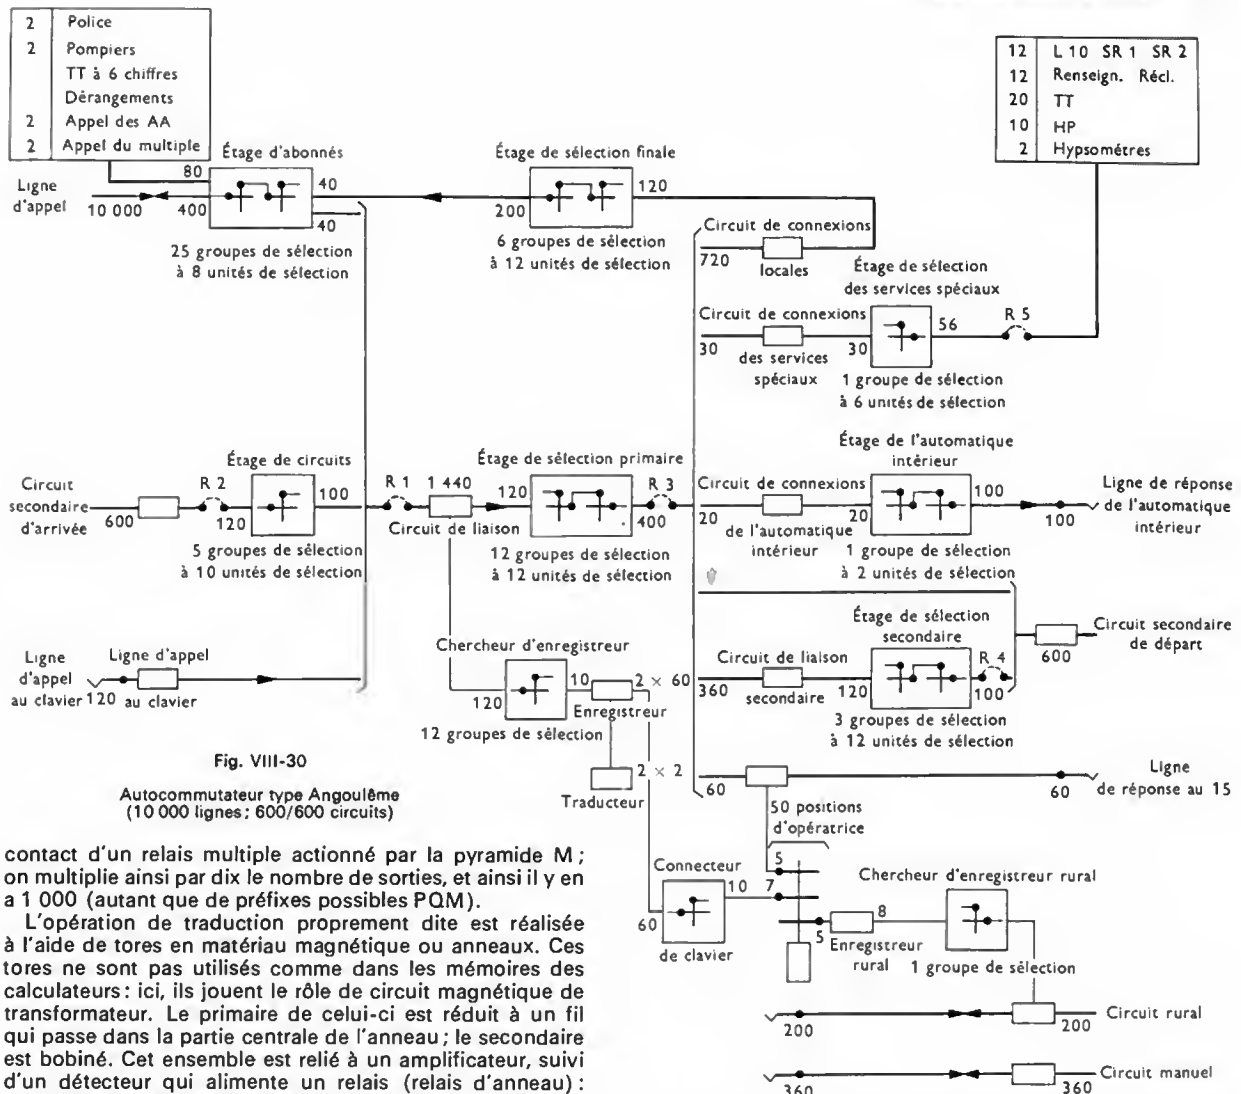 2 Police
2 Pompiers
TT à 6 chiffres
Dérangements
2 Appel des AA
2 Appel du multiple
12 L 10 SR 1 SR 2
12 Renseign. Récl.
20 TT
10 HP
2 Hypsomètres
Étage d'abonnés
80
Ligne
d'appel
10 000
400
40
40
25 groupes de sélection
à 8 unités de sélection
Étage de sélection finale
120
200
6 groupes de sélection
à 12 unités de sélection
Circuit de connexions
720
locales
Étage de sélection
des services spéciaux
Circuit de connexions
30
des services
spéciaux
30
56
R 5
1 groupe de sélection
à 6 unités de sélection
Circuit
secondaire
d'arrivée
600
R 2
Étage de circuits
120
100
5 groupes de sélection
à 10 unités de sélection
R 1
1 440
Circuit de liaison
Étage de sélection primaire
120
R 3
400
12 groupes de sélection
à 12 unités de sélection
Étage de l'automatique
intérieur
Circuit de connexions
20
de l'automatique
intérieur
20
100
1 groupe de sélection
à 2 unités de sélection
100
Ligne de réponse
de l'automatique
intérieur
Étage de sélection
secondaire
Circuit de liaison
360
secondaire
120
R 4
100
3 groupes de sélection
à 12 unités de sélection
600
Circuit secondaire
de départ
Ligne
d'appel
au clavier
120
Ligne d'appel
au clavier
Chercheur d'enregistreur
120
10
2 × 60
Enregistreur
12 groupes de sélection
2 × 2
Traducteur
60
60
Ligne
de réponse au 15
50 positions
d'opératrice
5
Connecteur
60
10
7
de clavier
5
Enregistreur
rural
8
Chercheur d'enregistreur rural
1 groupe de sélection
200
200
Circuit rural
360
360
Circuit manuel
Fig. VIII-30
Autocommutateur type Angoulême
(10 000 lignes ; 600/600 circuits)
contact d'un relais multiple actionné par la pyramide M ;
on multiplie ainsi par dix le nombre de sorties, et ainsi il y en
a 1 000 (autant que de préfixes possibles PQM).
L'opération de traduction proprement dite est réalisée
à l'aide de tores en matériau magnétique ou anneaux. Ces
tores ne sont pas utilisés comme dans les mémoires des
calculateurs : ici, ils jouent le rôle de circuit magnétique de
transformateur. Le primaire de celui-ci est réduit à un fil
qui passe dans la partie centrale de l'anneau ; le secondaire
est bobiné. Cet ensemble est relié à un amplificateur, suivi
d'un détecteur qui alimente un relais (relais d'anneau) :